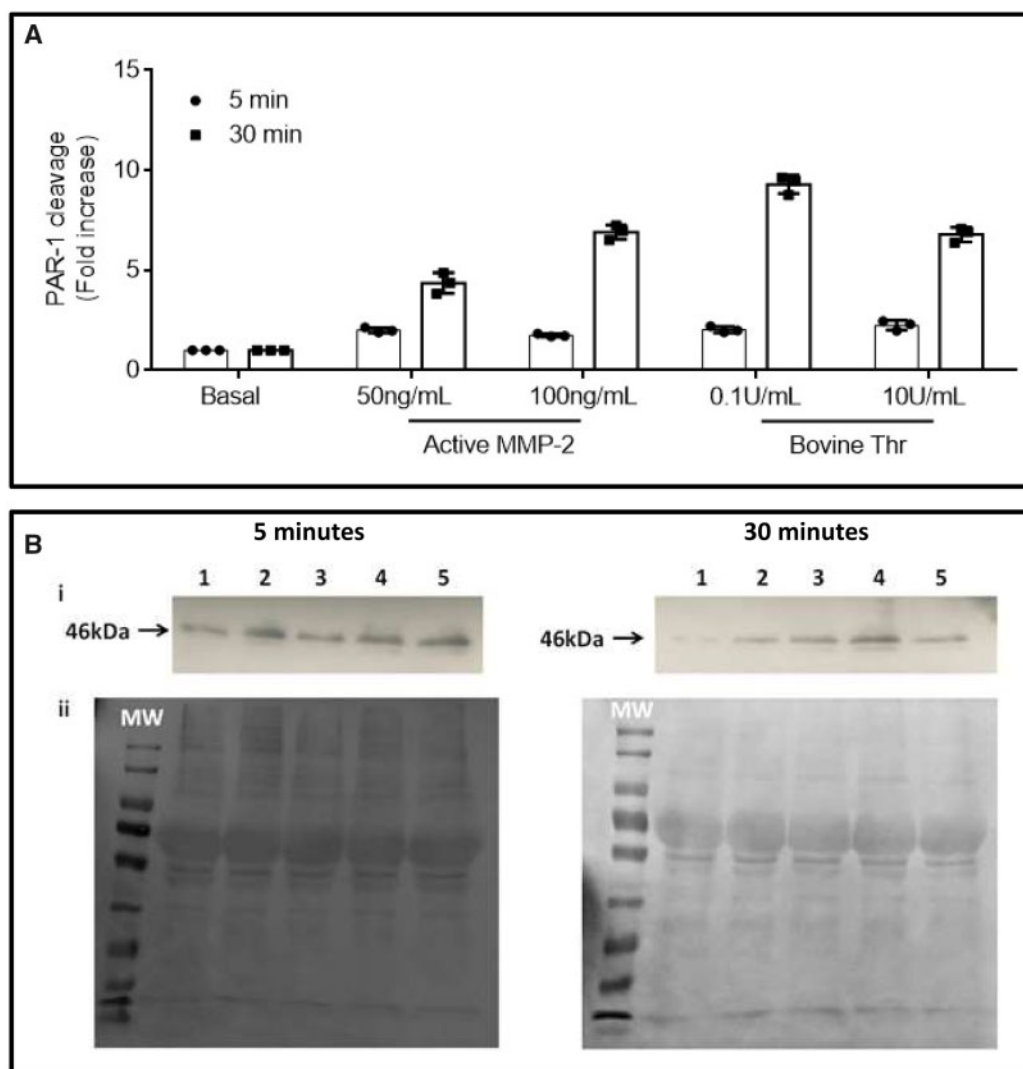 A
15
10
5
0
PAR-1 cleavage
(Fold increase)
5 min
30 min
Basal
50ng/mL
100ng/mL
0.1U/mL
10U/mL
Active MMP-2
Bovine Thr
B
5 minutes
30 minutes
i
1 2 3 4 5
1 2 3 4 5
46kDa
46kDa
ii
MW
MW